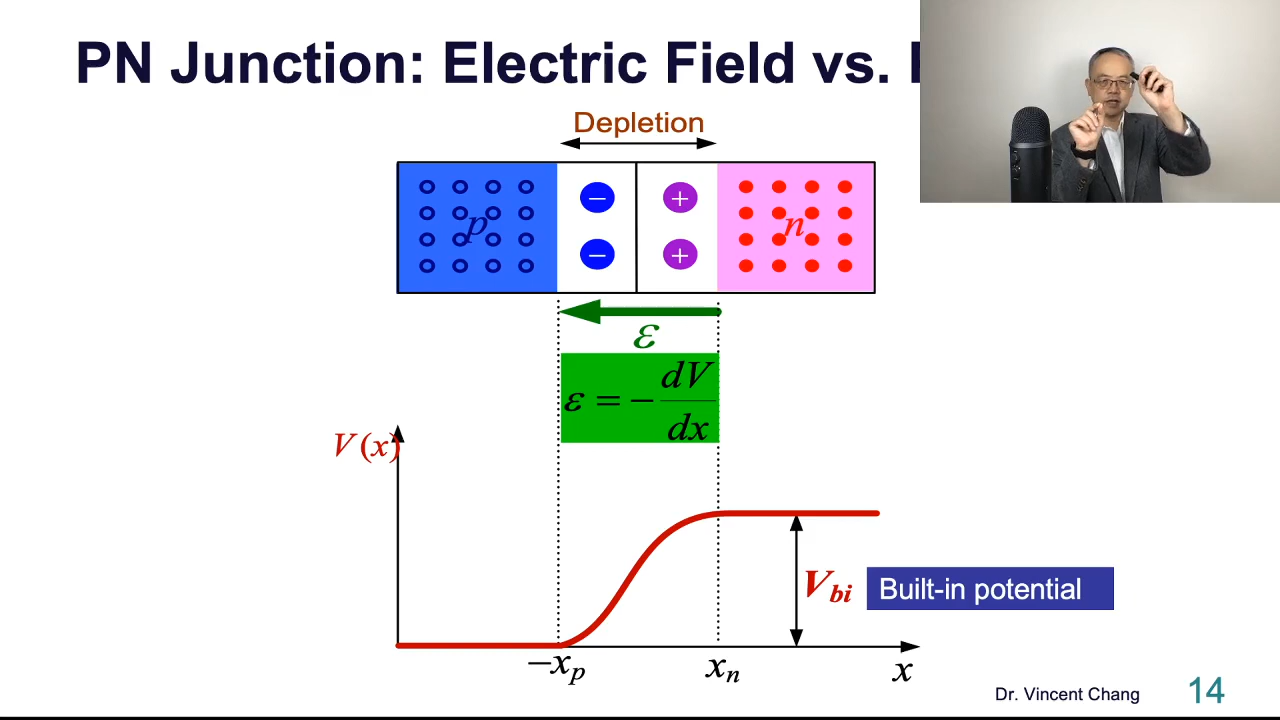 PN Junction: Electric Field vs.
Depletion
p
n
− +
− +
ε
ε = − dV/dx
V(x)
V_bi
Built-in potential
−x_p
x_n
x
Dr. Vincent Chang
14